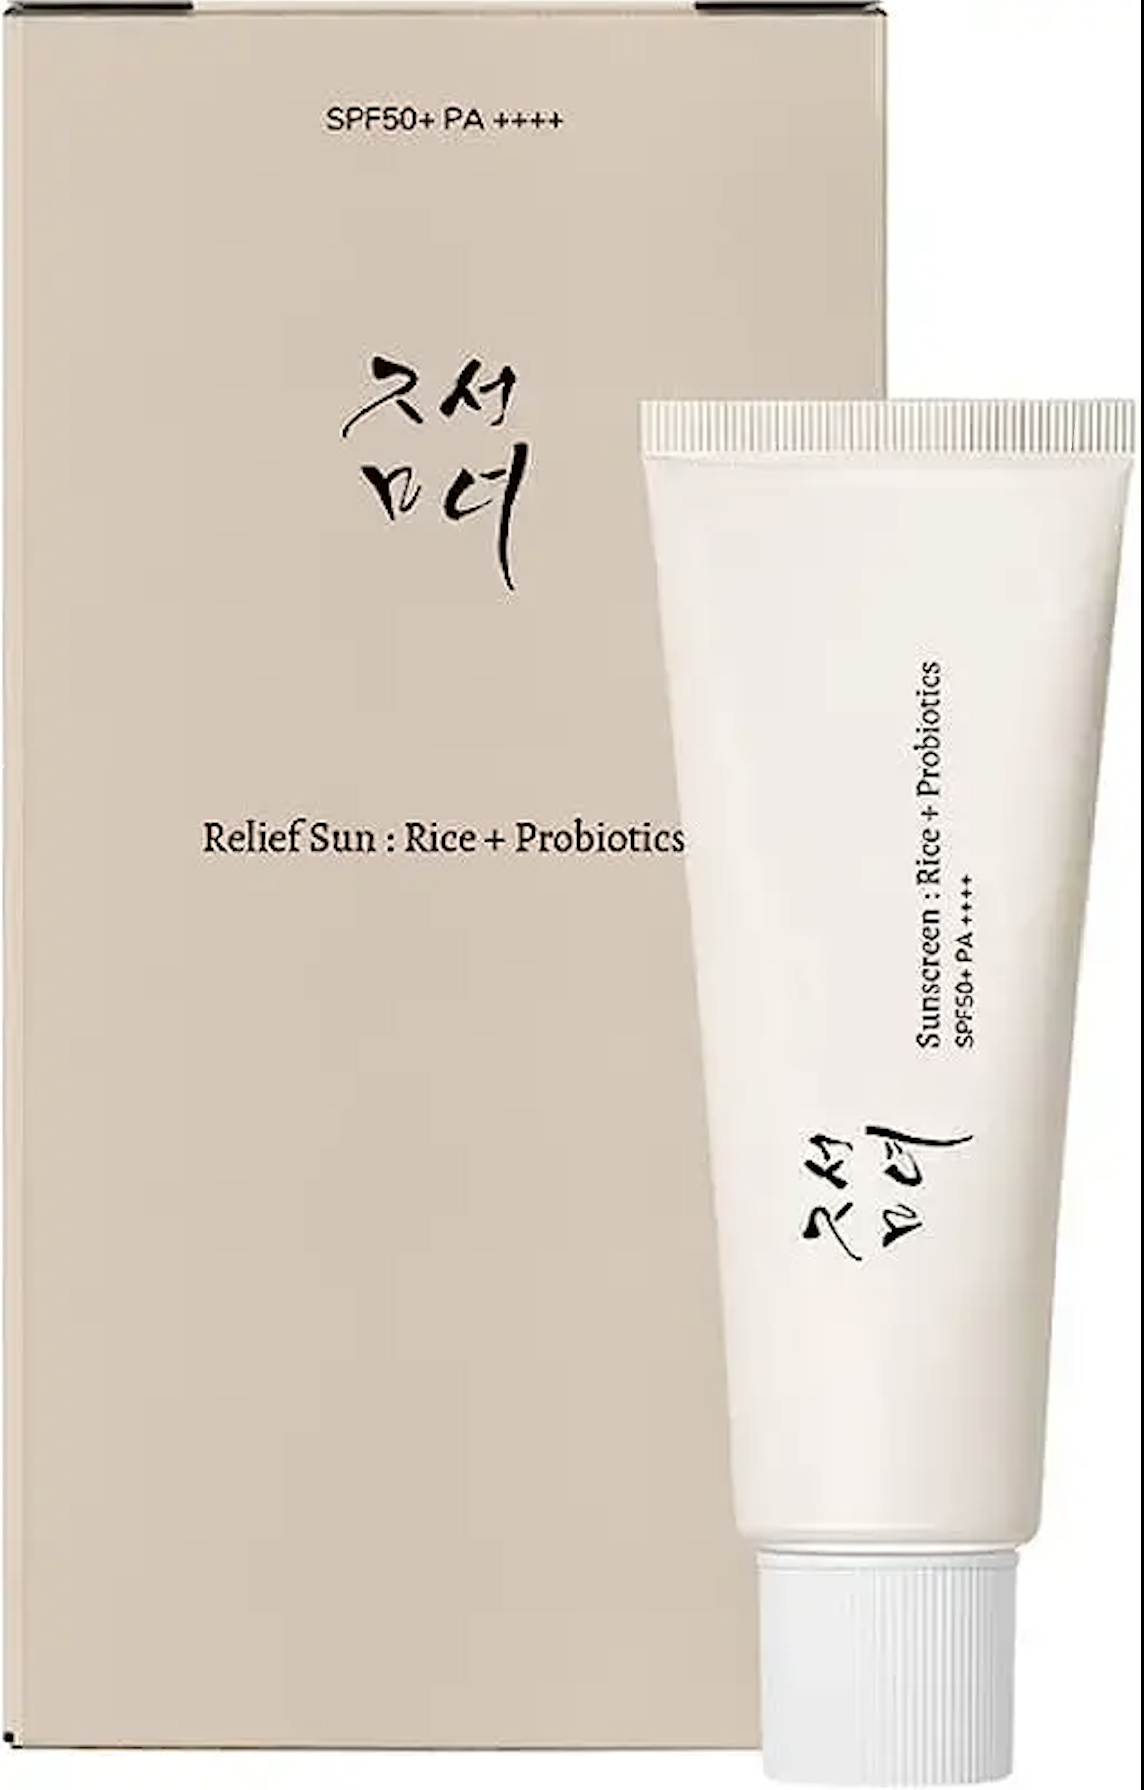 SPF50+ PA ++++
조선
미녀
Relief Sun : Rice + Probiotics
Sunscreen : Rice + Probiotics
SPF50+ PA ++++
조선
미녀